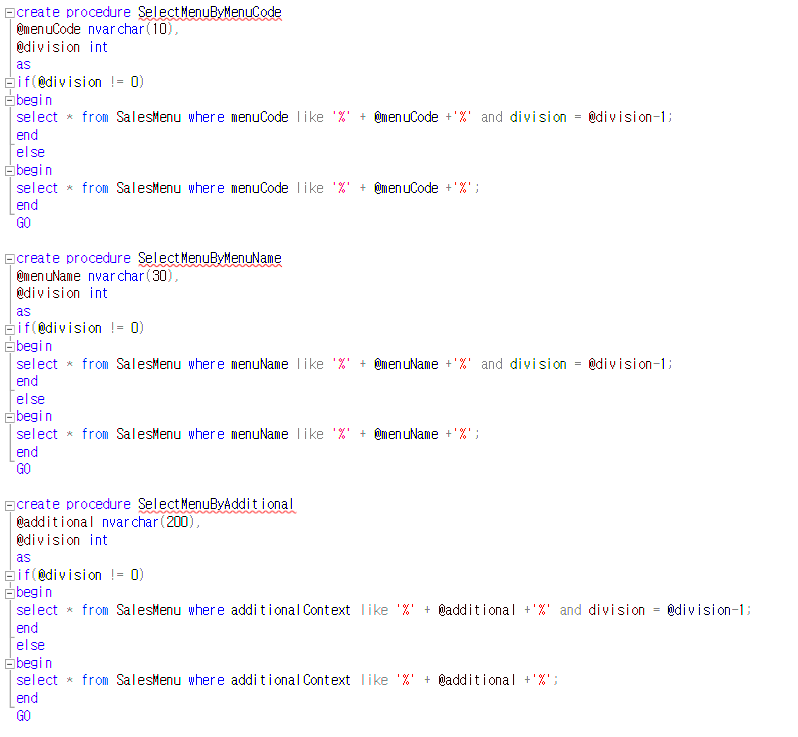 create procedure SelectMenuByMenuCode
@menuCode nvarchar(10),
@division int
as
if(@division != 0)
begin
select * from SalesMenu where menuCode like '%' + @menuCode +'%' and division = @division-1;
end
else
begin
select * from SalesMenu where menuCode like '%' + @menuCode +'%';
end
GO
create procedure SelectMenuByMenuName
@menuName nvarchar(30),
@division int
as
if(@division != 0)
begin
select * from SalesMenu where menuName like '%' + @menuName +'%' and division = @division-1;
end
else
begin
select * from SalesMenu where menuName like '%' + @menuName +'%';
end
GO
create procedure SelectMenuByAdditional
@additional nvarchar(200),
@division int
as
if(@division != 0)
begin
select * from SalesMenu where additionalContext like '%' + @additional +'%' and division = @division-1;
end
else
begin
select * from SalesMenu where additionalContext like '%' + @additional +'%';
end
GO